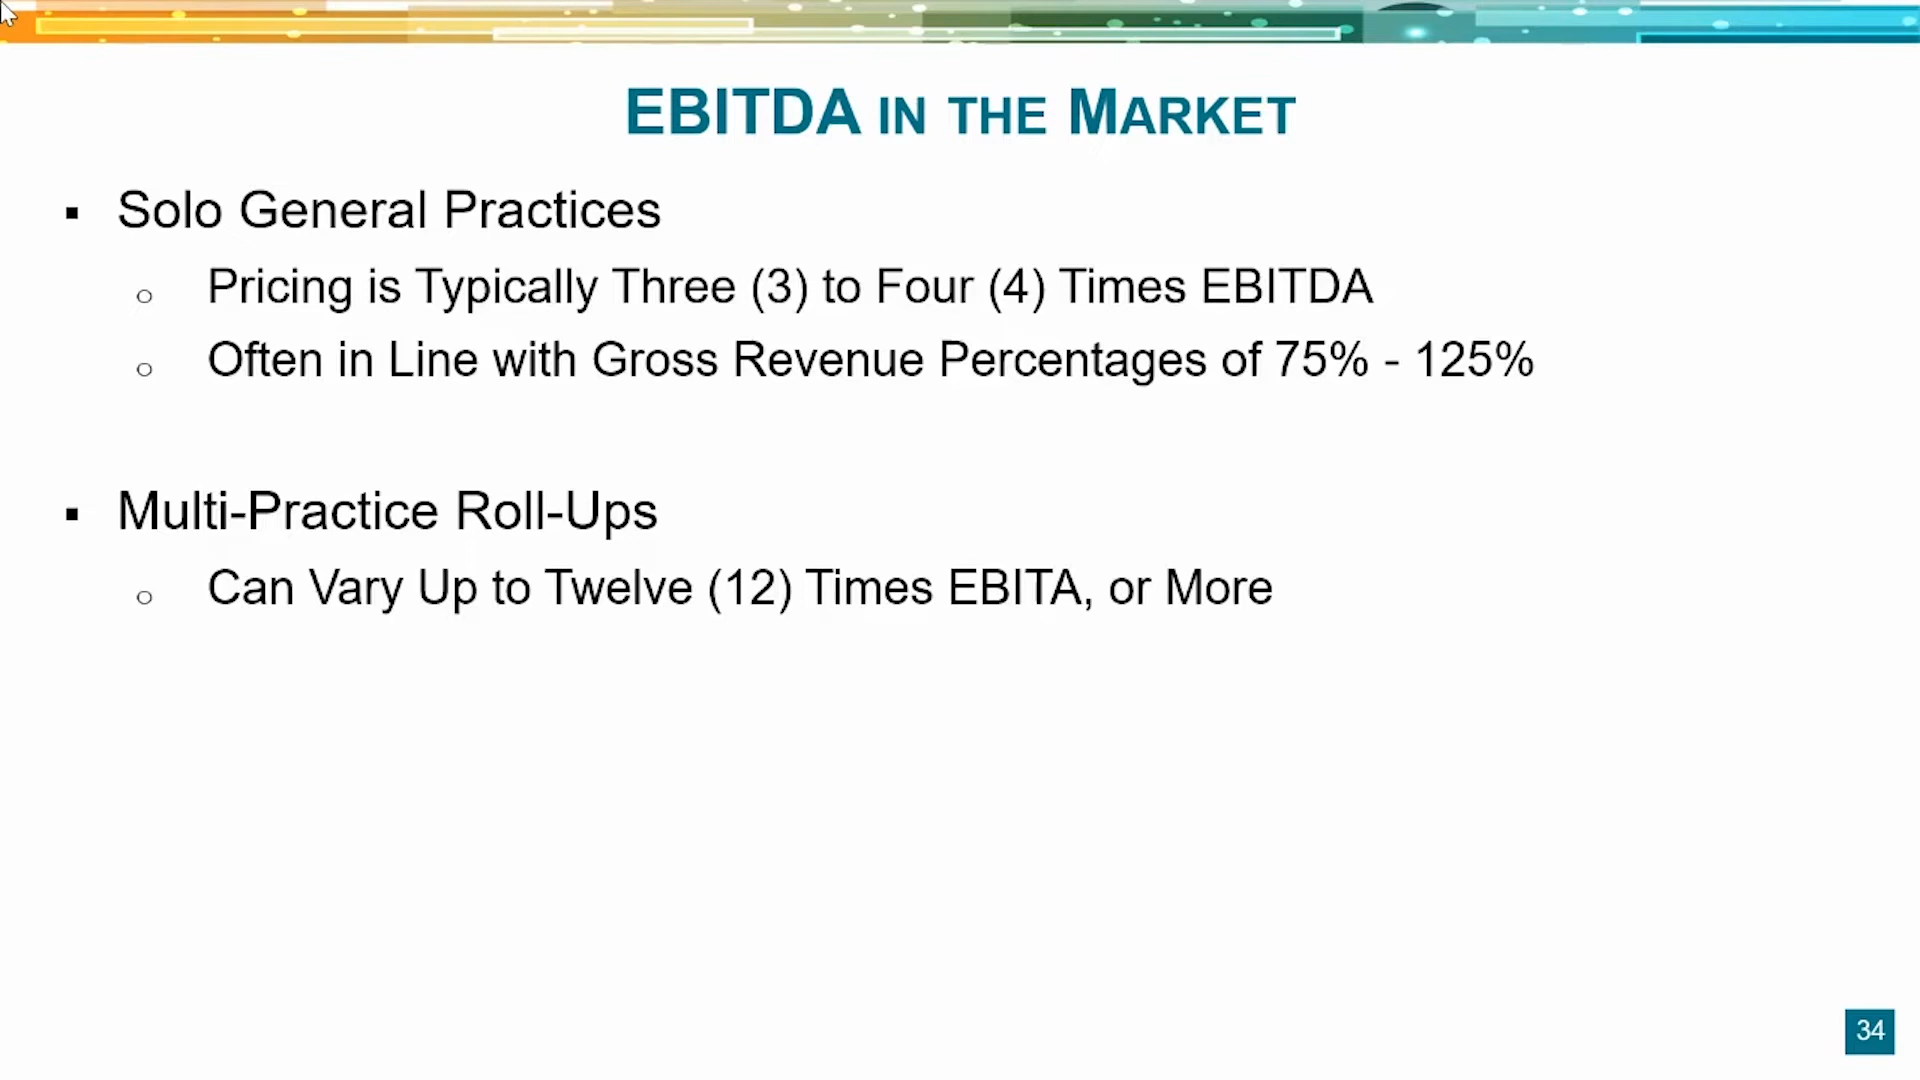 EBITDA IN THE MARKET
▪ Solo General Practices
○ Pricing is Typically Three (3) to Four (4) Times EBITDA
○ Often in Line with Gross Revenue Percentages of 75% - 125%
▪ Multi-Practice Roll-Ups
○ Can Vary Up to Twelve (12) Times EBITA, or More
34